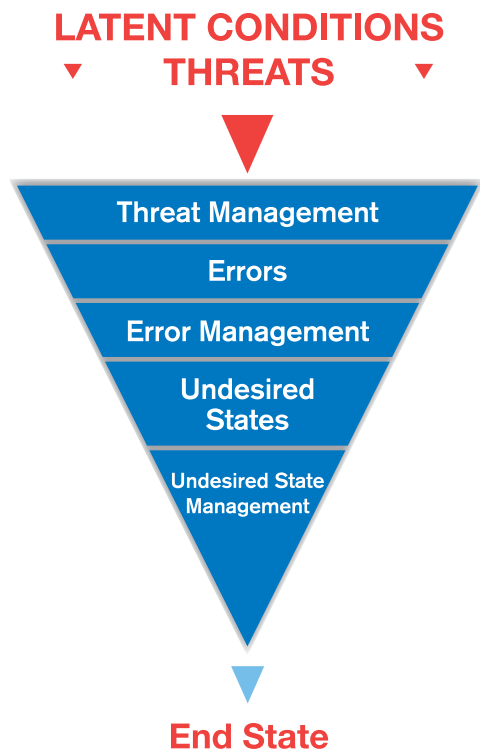 LATENT CONDITIONS
THREATS
Threat Management
Errors
Error Management
Undesired
States
Undesired State
Management
End State